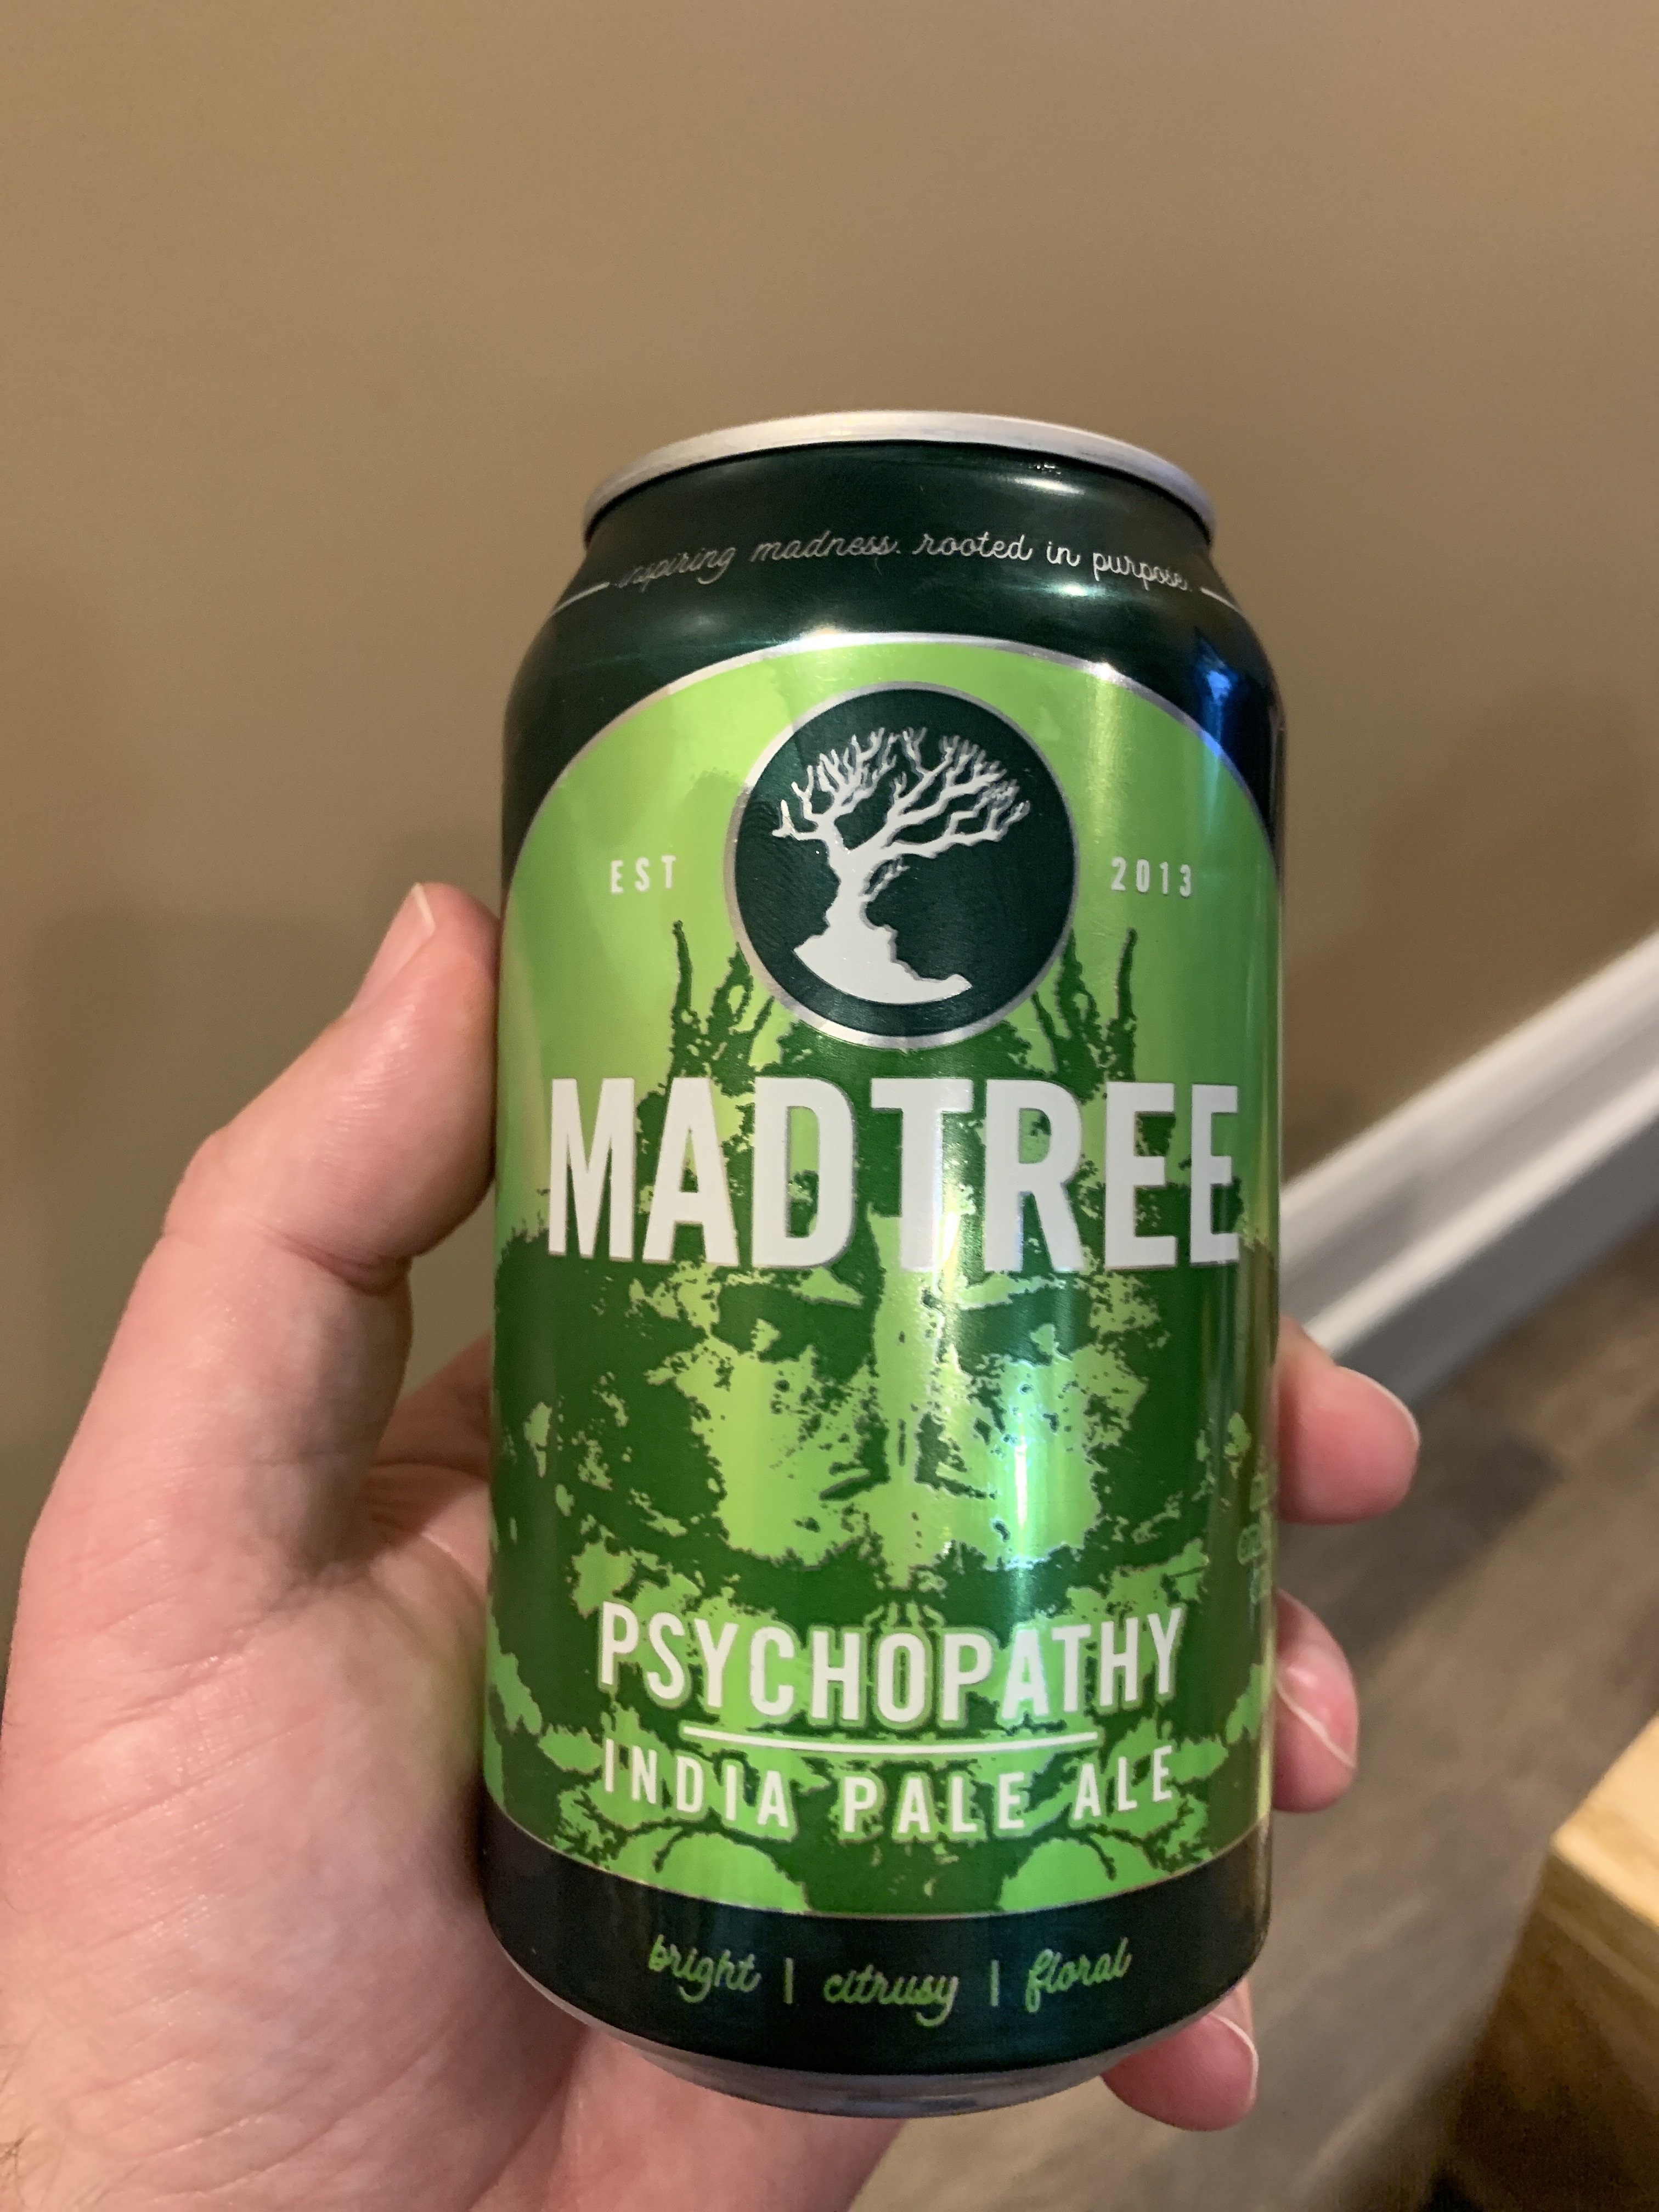 inspiring madness. rooted in purpose.
EST 2013
MADTREE
PSYCHOPATHY
INDIA PALE ALE
bright | citrusy | floral